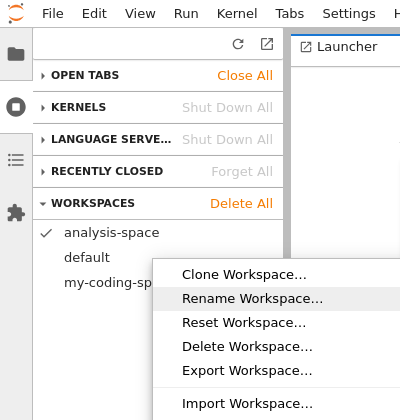 File Edit View Run Kernel Tabs Settings
Launcher
OPEN TABS Close All
KERNELS Shut Down All
LANGUAGE SERVE... Shut Down All
RECENTLY CLOSED Forget All
WORKSPACES Delete All
analysis-space
default
my-coding-sp
Clone Workspace...
Rename Workspace...
Reset Workspace...
Delete Workspace...
Export Workspace...
Import Workspace...